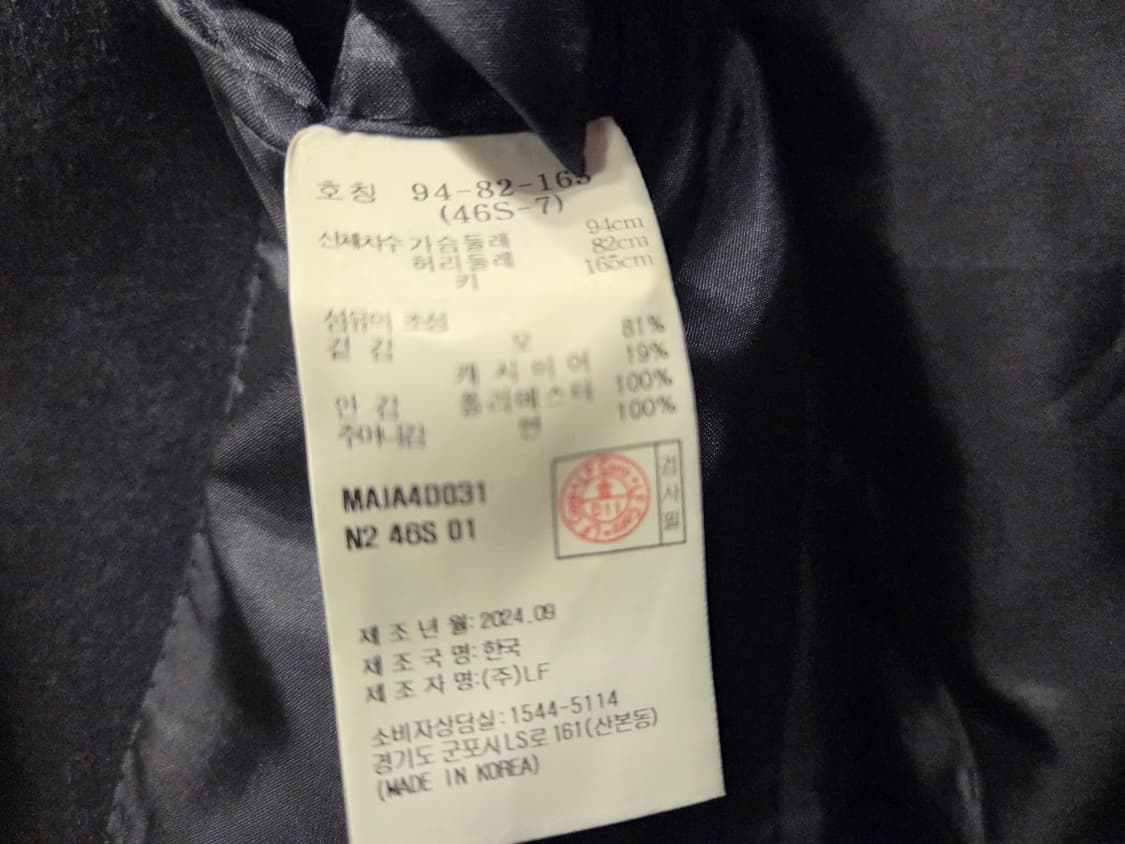 호칭 94-82-165
(46S-7)
신체치수 가슴둘레 94cm
허리둘레 82cm
키 165cm
섬유의 조성
겉 감 모 81%
캐 시 미 어 19%
안 감 폴리에스터 100%
주머니감 면 100%
MAJA4D031
N2 46S 01
검사필
LF Corp
011
제 조 년 월: 2024.09
제 조 국 명: 한국
제 조 자 명:(주)LF
소비자상담실: 1544-5114
경기도 군포시 LS로 161(산본동)
(MADE IN KOREA)